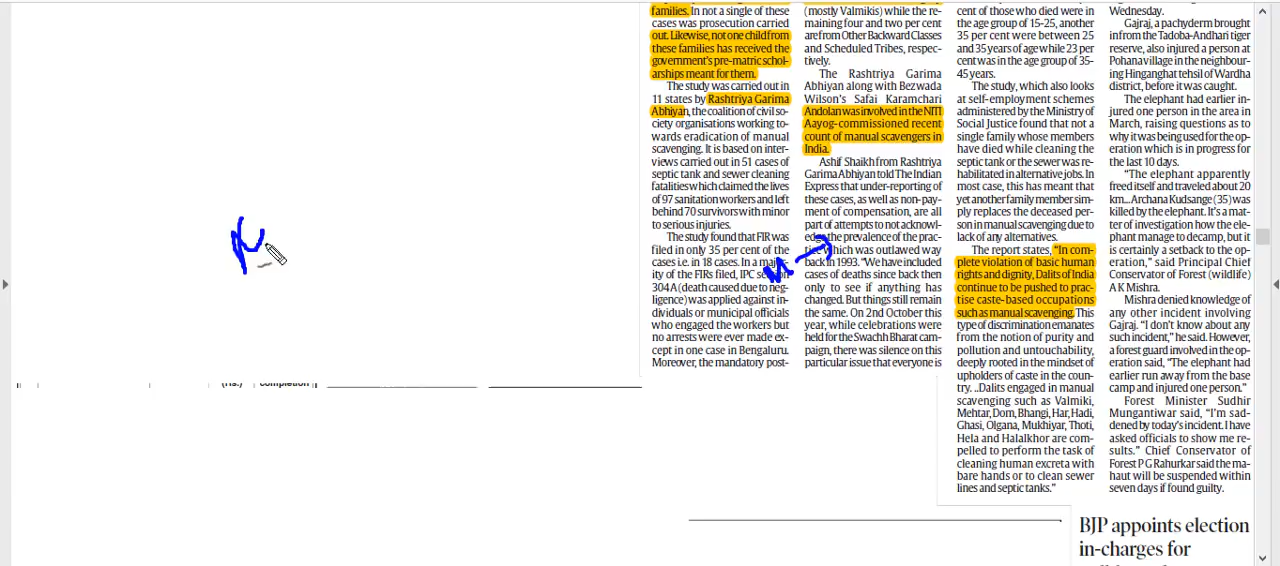 families. In not a single of these
cases was prosecution carried
out. Likewise, not one child from
these families has received the
government's pre-matric schol-
arships meant for them.
The study was carried out in
11 states by Rashtriya Garima
Abhiyan, the coalition of civil so-
ciety organisations working to-
wards eradication of manual
scavenging. It is based on inter-
views carried out in 51 cases of
septic tank and sewer cleaning
fatalities which claimed the lives
of 97 sanitation workers and left
behind 70 survivors with minor
to serious injuries.
The study found that FIR was
filed in only 35 per cent of the
cases i.e. in 18 cases. In a major-
ity of the FIRs filed, IPC section
304 A (death caused due to neg-
ligence) was applied against in-
dividuals or municipal officials
who engaged the workers but
no arrests were ever made ex-
cept in one case in Bengaluru.
Moreover, the mandatory post-
(mostly Valmikis) while the re-
maining four and two per cent
are from Other Backward Classes
and Scheduled Tribes, respec-
tively.
The Rashtriya Garima
Abhiyan along with Bezwada
Wilson's Safai Karamchari
Andolan was involved in the NITI
Aayog-commissioned recent
count of manual scavengers in
India.
Ashif Shaikh from Rashtriya
Garima Abhiyan told The Indian
Express that under-reporting of
these cases, as well as non-pay-
ment of compensation, are all
part of attempts to not acknowl-
edge the prevalence of the prac-
tice which was outlawed way
back in 1993. "We have included
cases of deaths since back then
only to see if anything has
changed. But things still remain
the same. On 2nd October this
year, while celebrations were
held for the Swachh Bharat cam-
paign, there was silence on this
particular issue that everyone is
cent of those who died were in
the age group of 15-25, another
35 per cent were between 25
and 35 years of age while 23 per
cent was in the age group of 35-
45 years.
The study, which also looks
at self-employment schemes
administered by the Ministry of
Social Justice found that not a
single family whose members
have died while cleaning the
septic tank or the sewer was re-
habilitated in alternative jobs. In
most case, this has meant that
yet another family member sim-
ply replaces the deceased per-
son in manual scavenging due to
lack of any alternatives.
The report states, "In com-
plete violation of basic human
rights and dignity, Dalits of India
continue to be pushed to prac-
tise caste-based occupations
such as manual scavenging. This
type of discrimination emanates
from the notion of purity and
pollution and untouchability,
deeply rooted in the mindset of
upholders of caste in the coun-
try. ..Dalits engaged in manual
scavenging such as Valmiki,
Mehtar, Dom, Bhangi, Har, Hadi,
Ghasi, Olgana, Mukhiyar, Thoti,
Hela and Halalkhor are com-
pelled to perform the task of
cleaning human excreta with
bare hands or to clean sewer
lines and septic tanks."
Wednesday.
Gajraj, a pachyderm brought
in from the Tadoba-Andhari tiger
reserve, also injured a person at
Pohana village in the neighbour-
ing Hinganghat tehsil of Wardha
district, before it was caught.
The elephant had earlier in-
jured one person in the area in
March, raising questions as to
why it was being used for the op-
eration which is in progress for
the last 10 days.
"The elephant apparently
freed itself and traveled about 20
km... Archana Kudsange (35) was
killed by the elephant. It's a mat-
ter of investigation how the ele-
phant manage to decamp, but it
is certainly a setback to the op-
eration," said Principal Chief
Conservator of Forest (wildlife)
A K Mishra.
Mishra denied knowledge of
any other incident involving
Gajraj. "I don't know about any
such incident," he said. However,
a forest guard involved in the op-
eration said, "The elephant had
earlier run away from the base
camp and injured one person."
Forest Minister Sudhir
Mungantiwar said, "I'm sad-
dened by today's incident. I have
asked officials to show me re-
sults." Chief Conservator of
Forest P G Rahurkar said the ma-
haut will be suspended within
seven days if found guilty.
(Rs.) completion
BJP appoints election
in-charges for